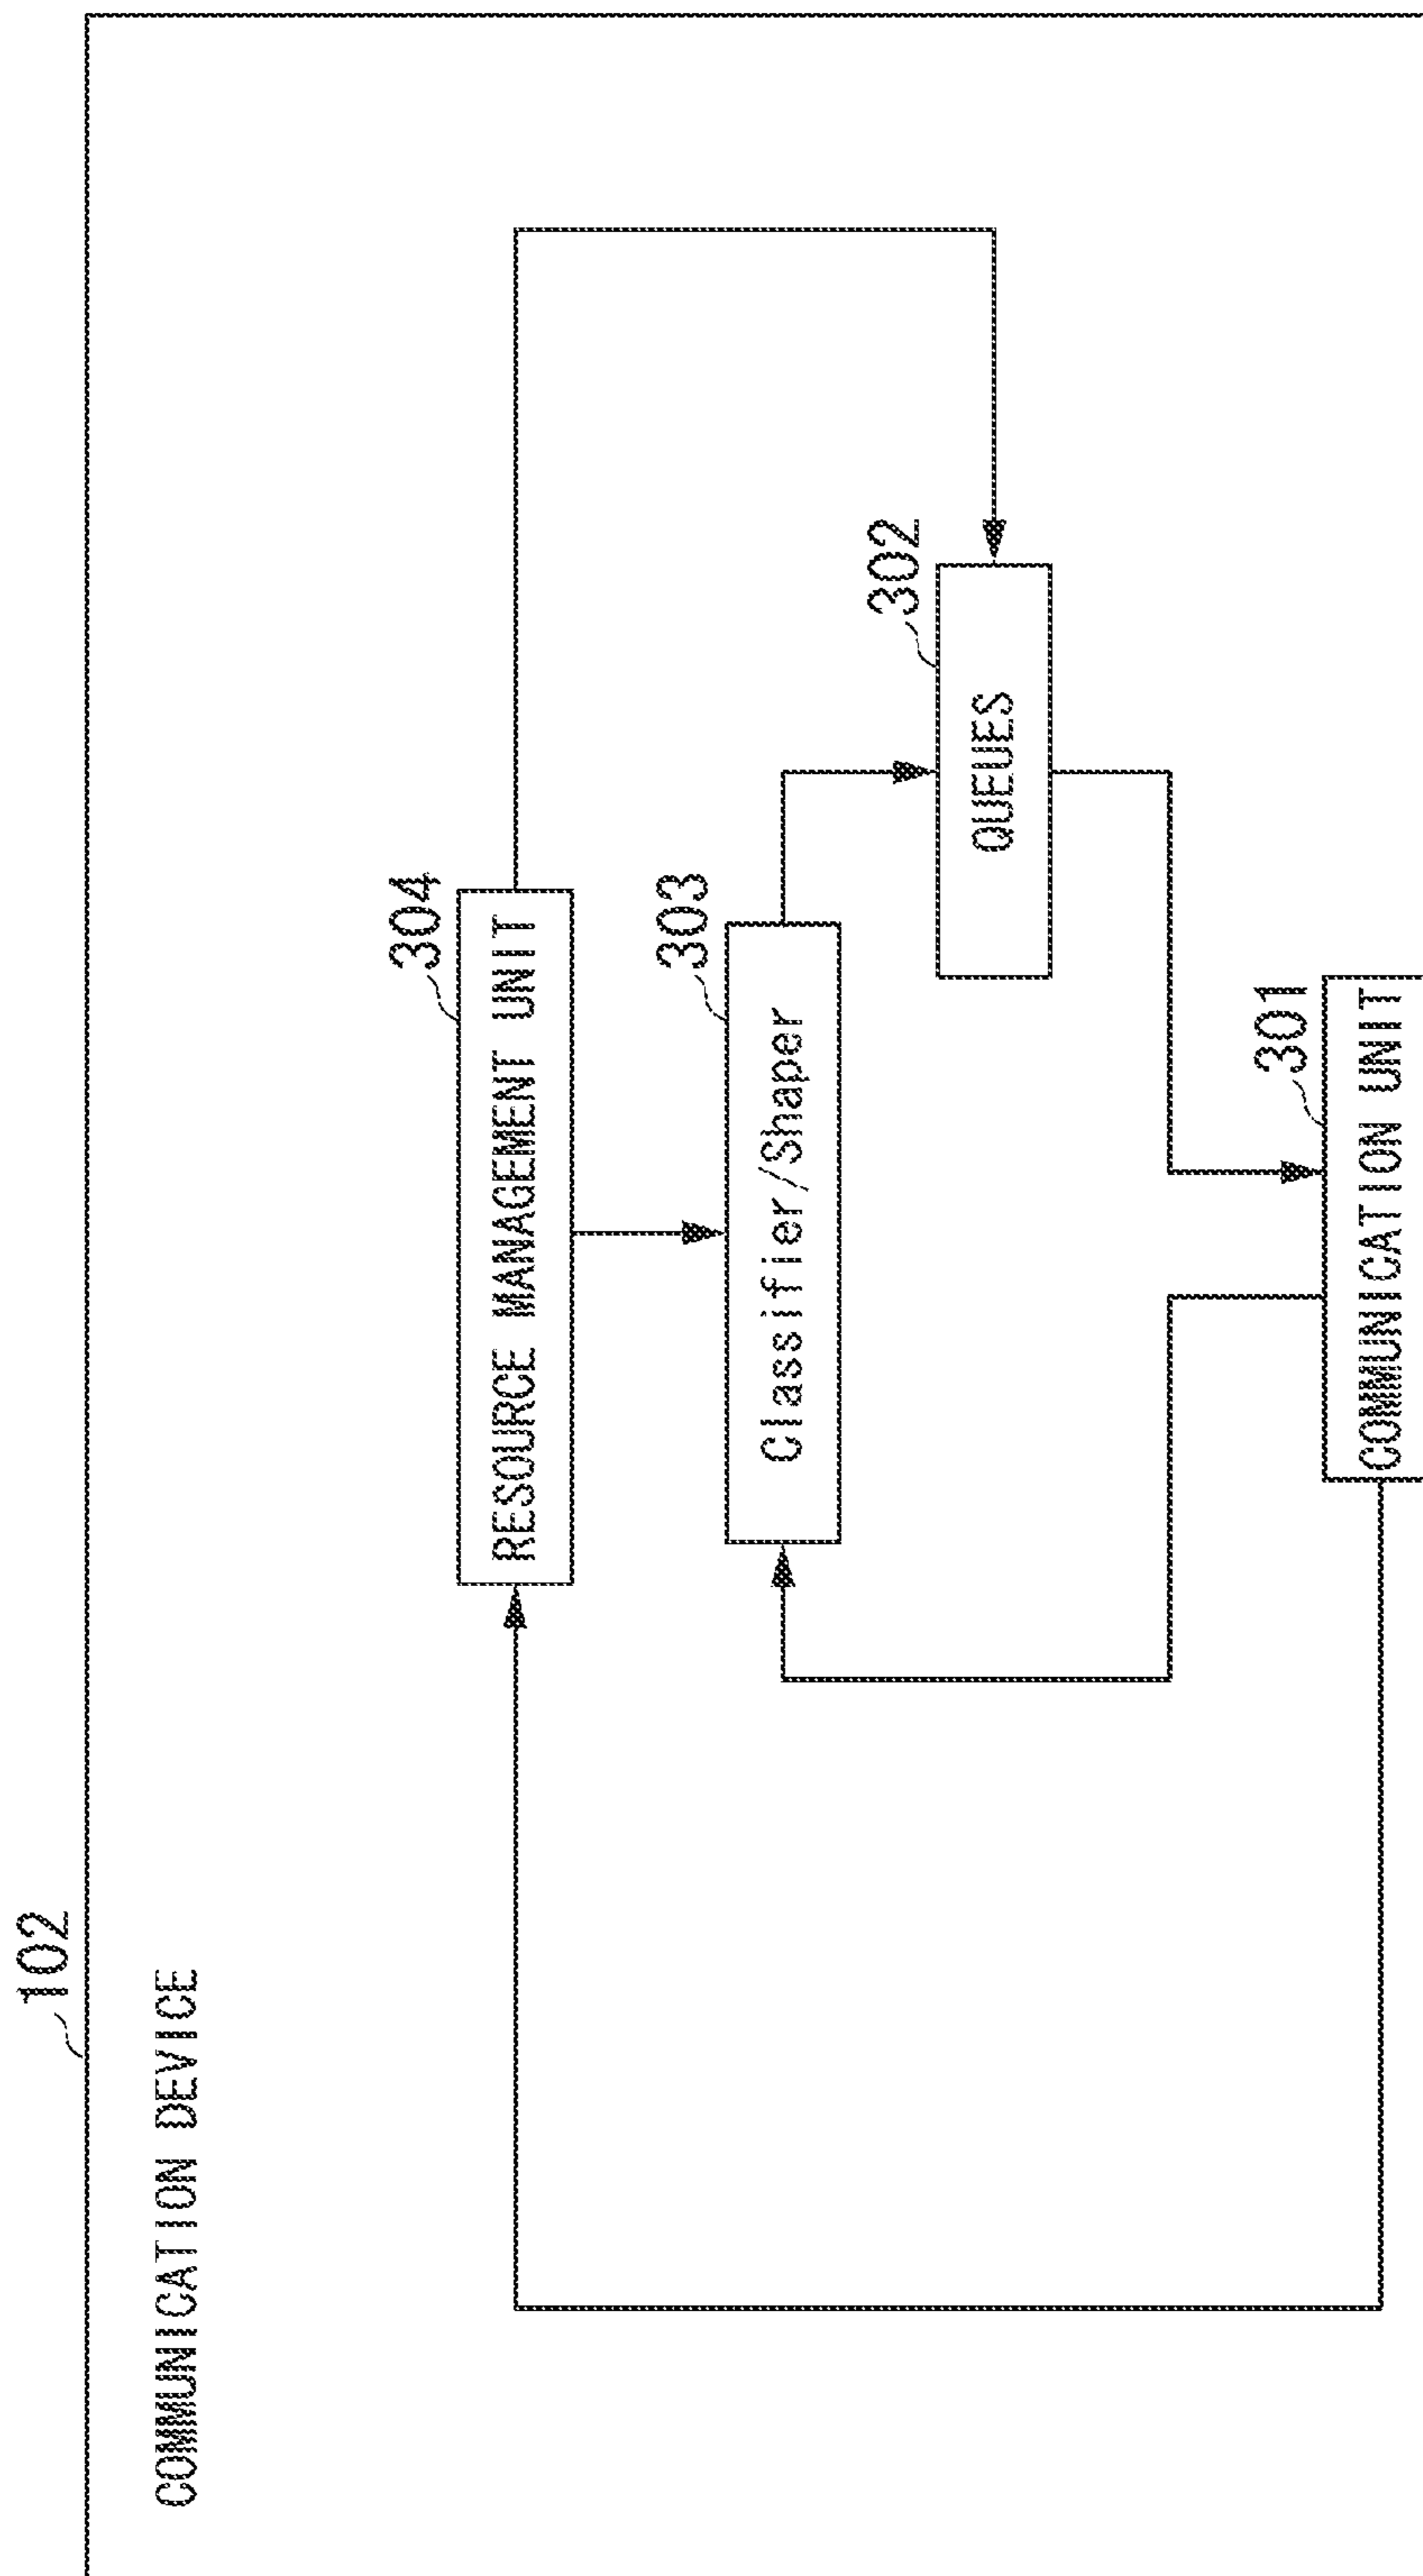 102
COMMUNICATION DEVICE
304
RESOURCE MANAGEMENT UNIT
303
Classifier/Shaper
302
QUEUES
301
COMMUNICATION UNIT